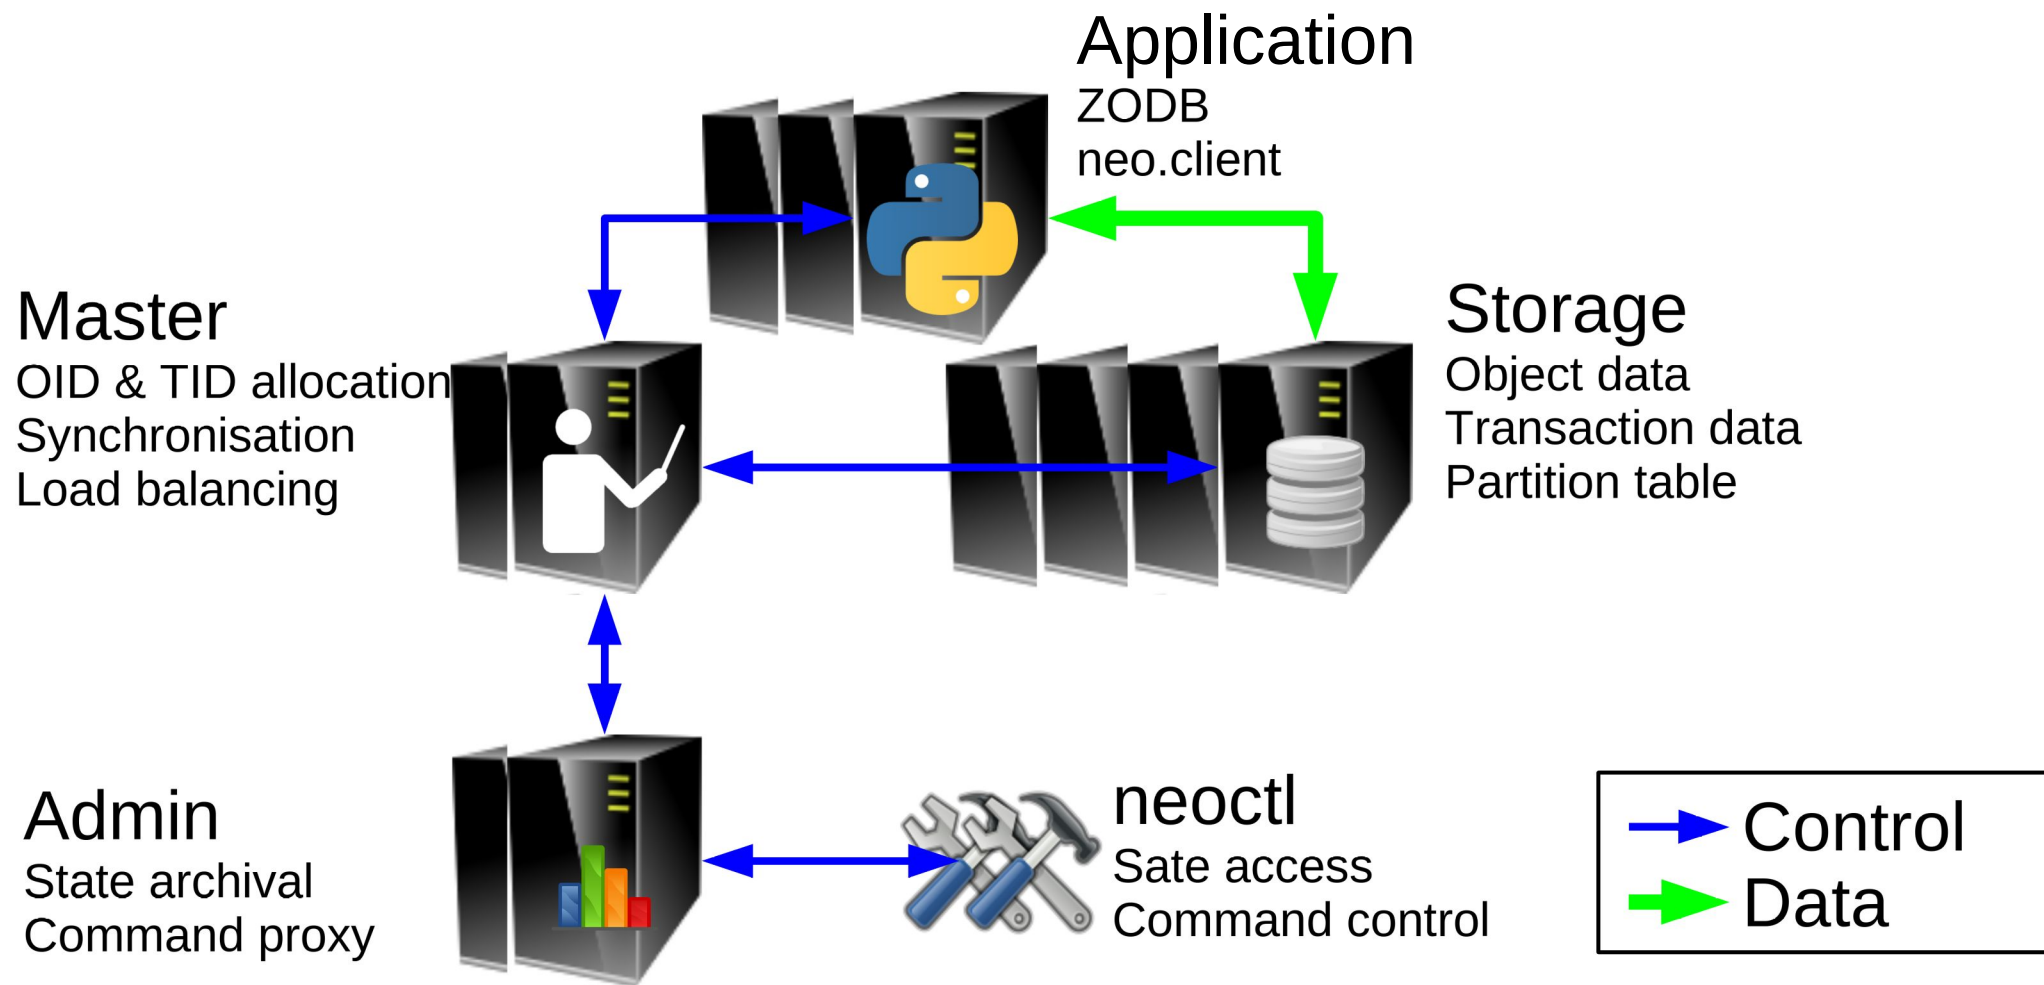 Application
ZODB
neo.client
Master
OID & TID allocation
Synchronisation
Load balancing
Storage
Object data
Transaction data
Partition table
Admin
State archival
Command proxy
neoctl
Sate access
Command control
Control
Data